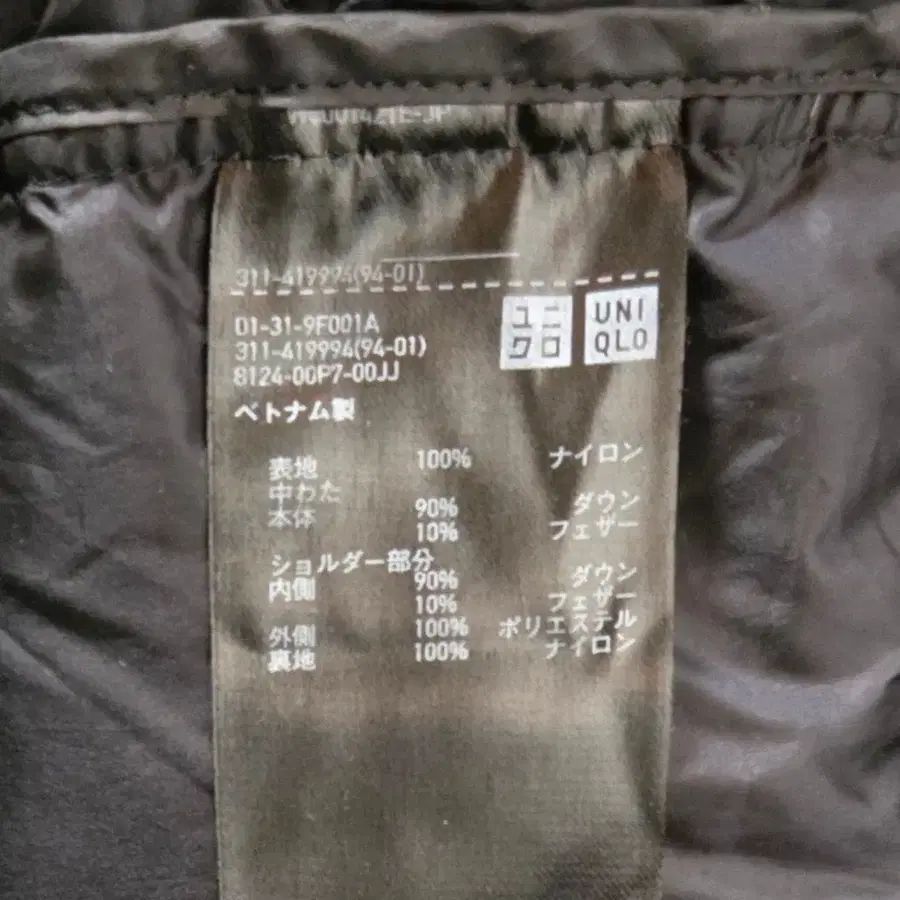 311-419994(94-01)
01-31-9F001A
311-419994(94-01)
8124-00P7-00JJ
ユニ
クロ
UNI
QLO
ベトナム製
表地 100% ナイロン
中わた
本体 90% ダウン
10% フェザー
ショルダー部分
内側 90% ダウン
10% フェザー
外側 100% ポリエステル
裏地 100% ナイロン